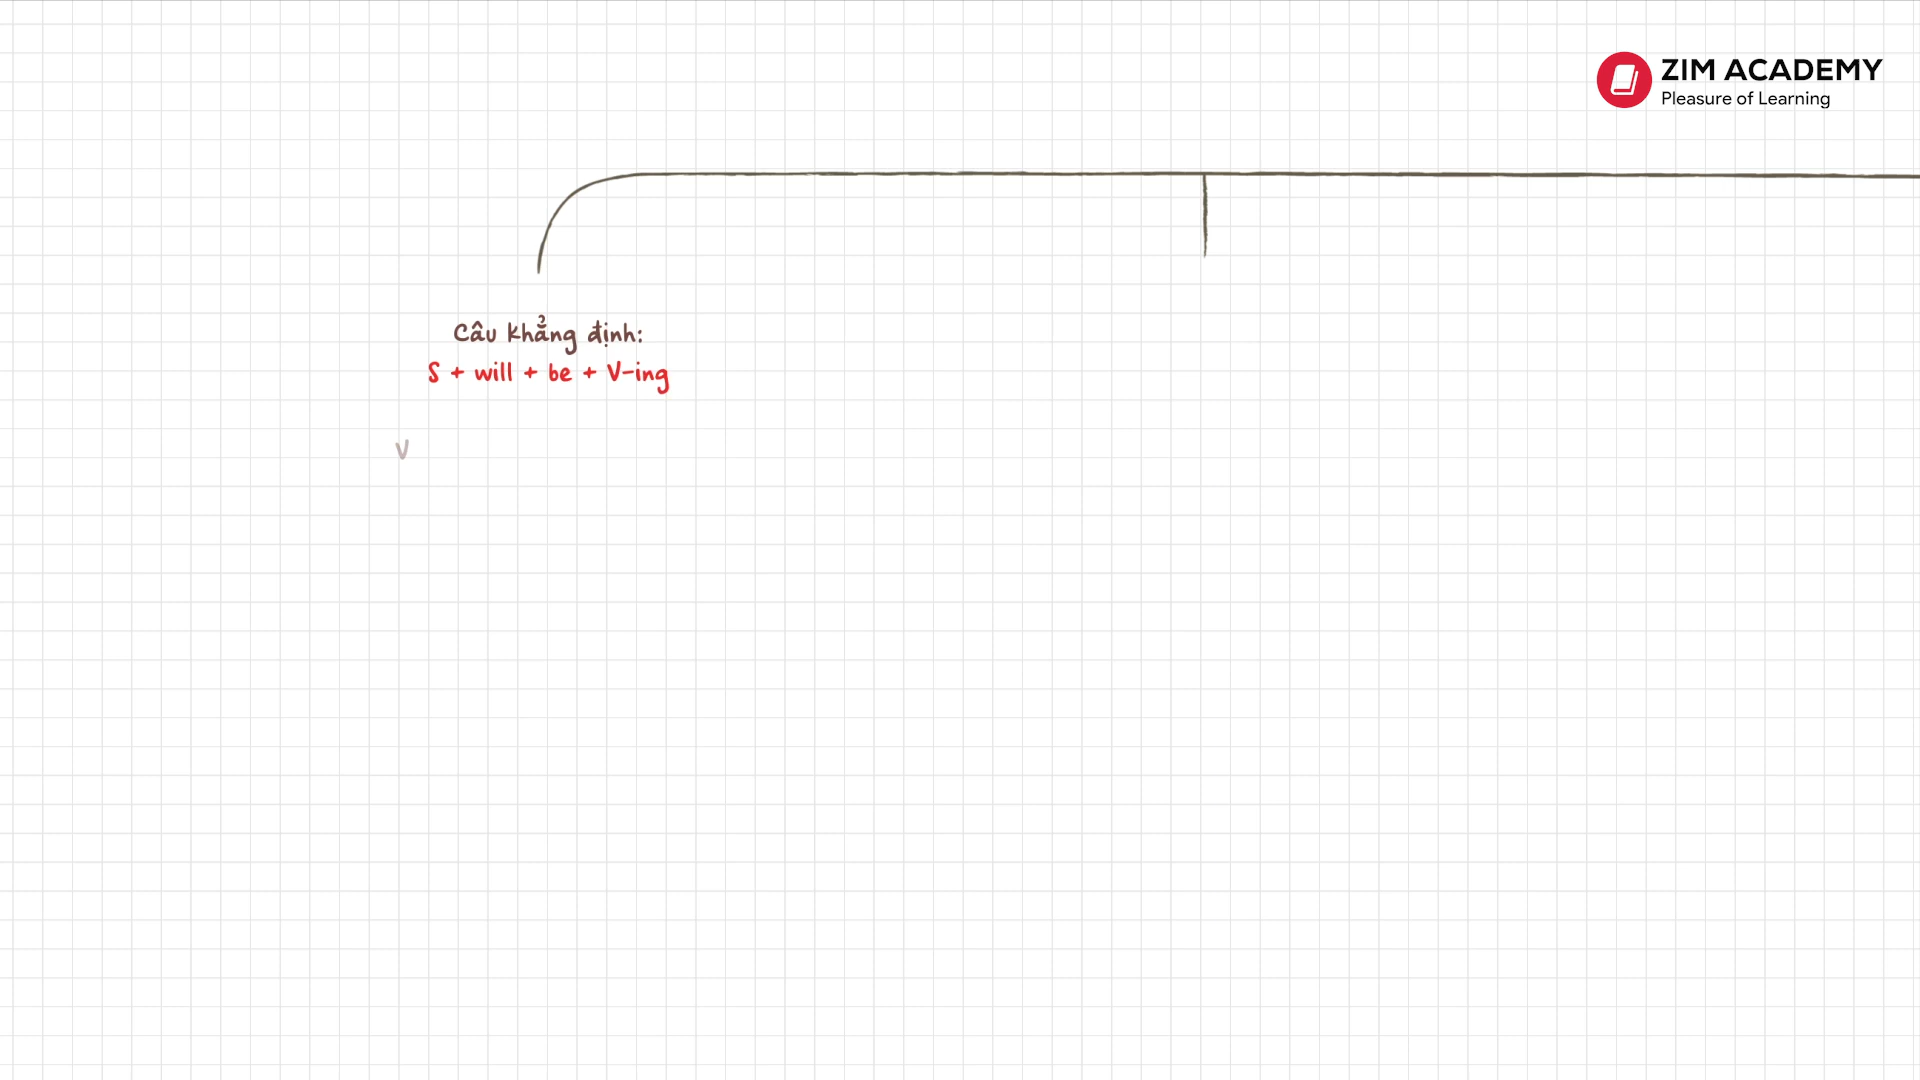 ZIM ACADEMY
Pleasure of Learning
Câu khẳng định:
S + will + be + V-ing
V